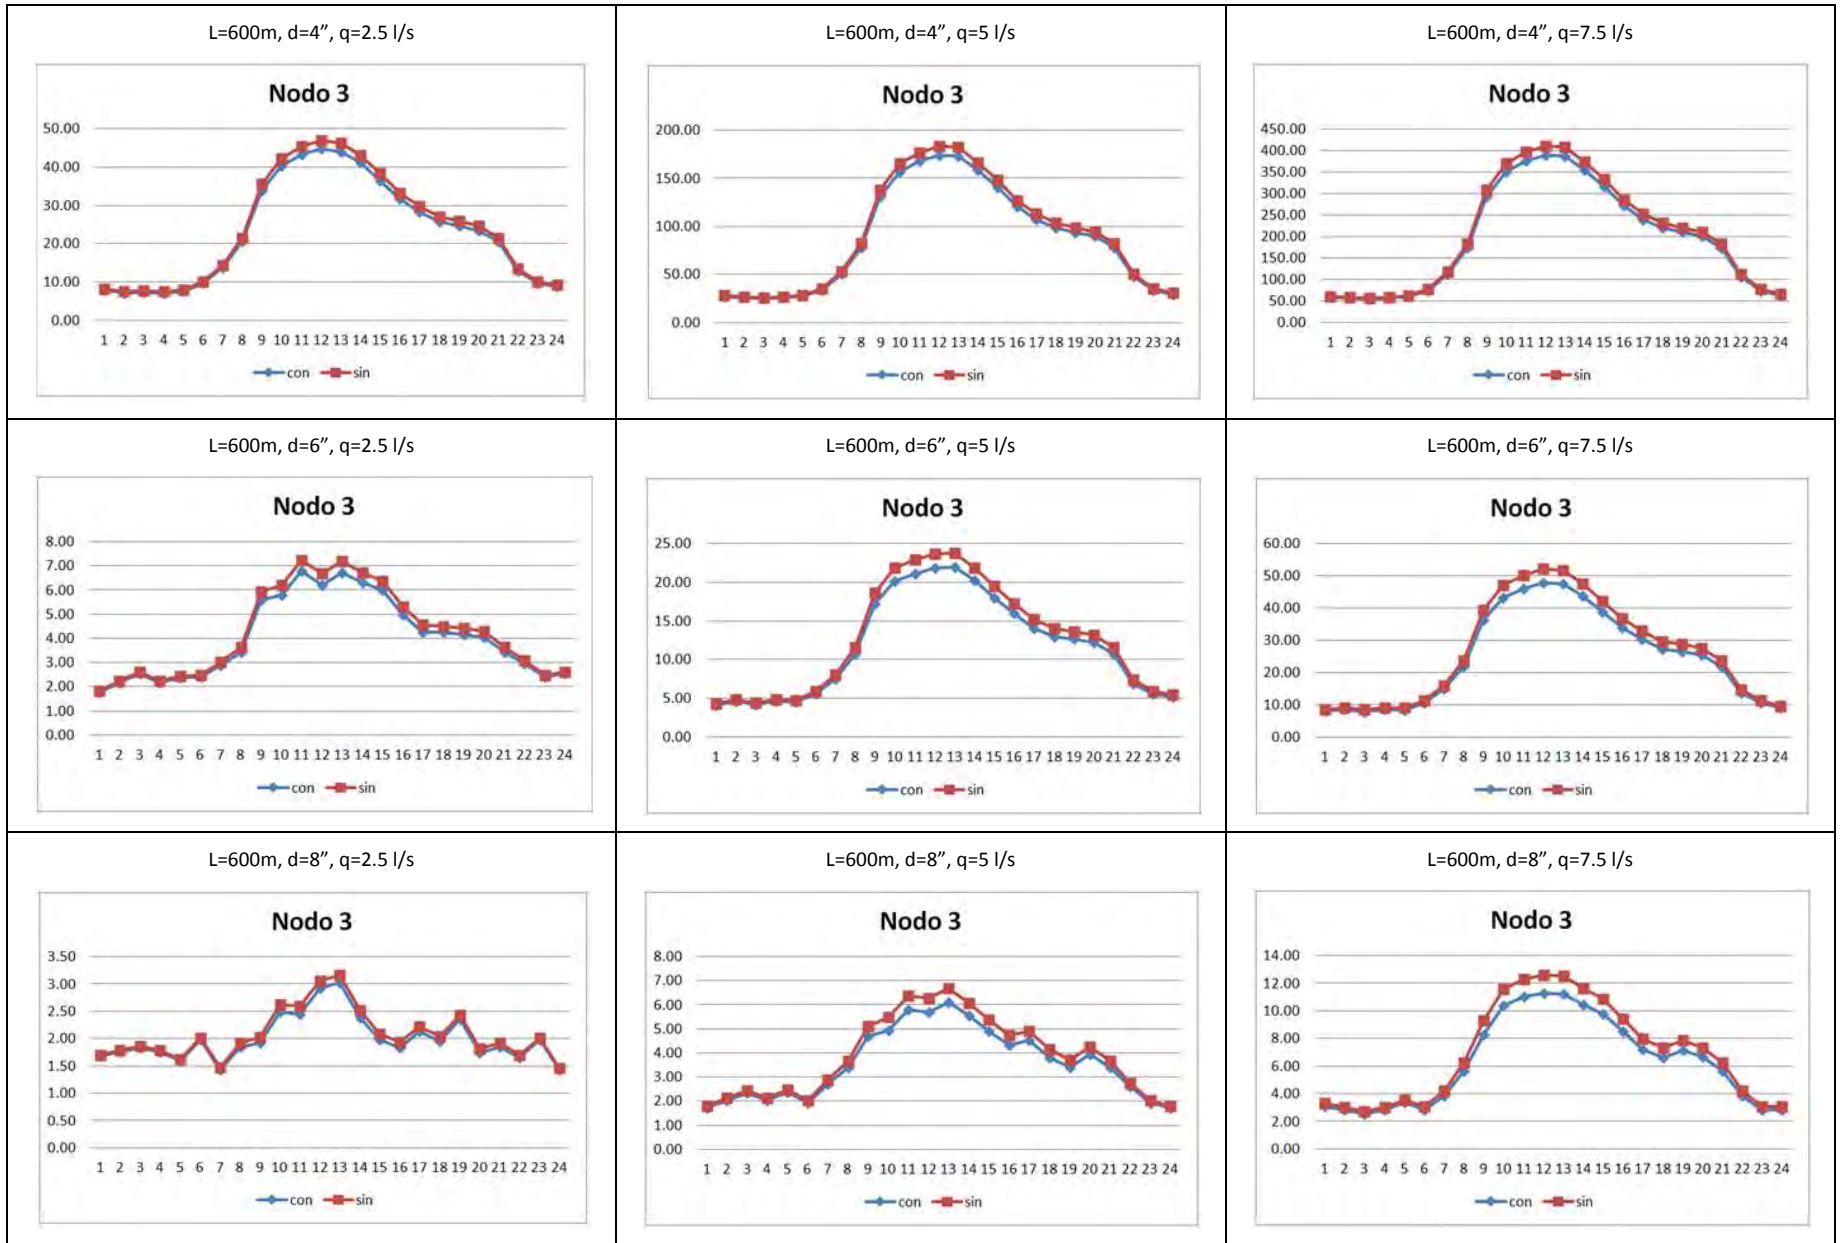 L=600m, d=4”, q=2.5 l/s
Nodo 3
50.00
40.00
30.00
20.00
10.00
0.00
1 2 3 4 5 6 7 8 9 10 11 12 13 14 15 16 17 18 19 20 21 22 23 24
con sin
L=600m, d=4”, q=5 l/s
Nodo 3
200.00
150.00
100.00
50.00
0.00
1 2 3 4 5 6 7 8 9 10 11 12 13 14 15 16 17 18 19 20 21 22 23 24
con sin
L=600m, d=4”, q=7.5 l/s
Nodo 3
450.00
400.00
350.00
300.00
250.00
200.00
150.00
100.00
50.00
0.00
1 2 3 4 5 6 7 8 9 10 11 12 13 14 15 16 17 18 19 20 21 22 23 24
con sin
L=600m, d=6”, q=2.5 l/s
Nodo 3
8.00
7.00
6.00
5.00
4.00
3.00
2.00
1.00
0.00
1 2 3 4 5 6 7 8 9 10 11 12 13 14 15 16 17 18 19 20 21 22 23 24
con sin
L=600m, d=6”, q=5 l/s
Nodo 3
25.00
20.00
15.00
10.00
5.00
0.00
1 2 3 4 5 6 7 8 9 10 11 12 13 14 15 16 17 18 19 20 21 22 23 24
con sin
L=600m, d=6”, q=7.5 l/s
Nodo 3
60.00
50.00
40.00
30.00
20.00
10.00
0.00
1 2 3 4 5 6 7 8 9 10 11 12 13 14 15 16 17 18 19 20 21 22 23 24
con sin
L=600m, d=8”, q=2.5 l/s
Nodo 3
3.50
3.00
2.50
2.00
1.50
1.00
0.50
0.00
1 2 3 4 5 6 7 8 9 10 11 12 13 14 15 16 17 18 19 20 21 22 23 24
con sin
L=600m, d=8”, q=5 l/s
Nodo 3
8.00
7.00
6.00
5.00
4.00
3.00
2.00
1.00
0.00
1 2 3 4 5 6 7 8 9 10 11 12 13 14 15 16 17 18 19 20 21 22 23 24
con sin
L=600m, d=8”, q=7.5 l/s
Nodo 3
14.00
12.00
10.00
8.00
6.00
4.00
2.00
0.00
1 2 3 4 5 6 7 8 9 10 11 12 13 14 15 16 17 18 19 20 21 22 23 24
con sin